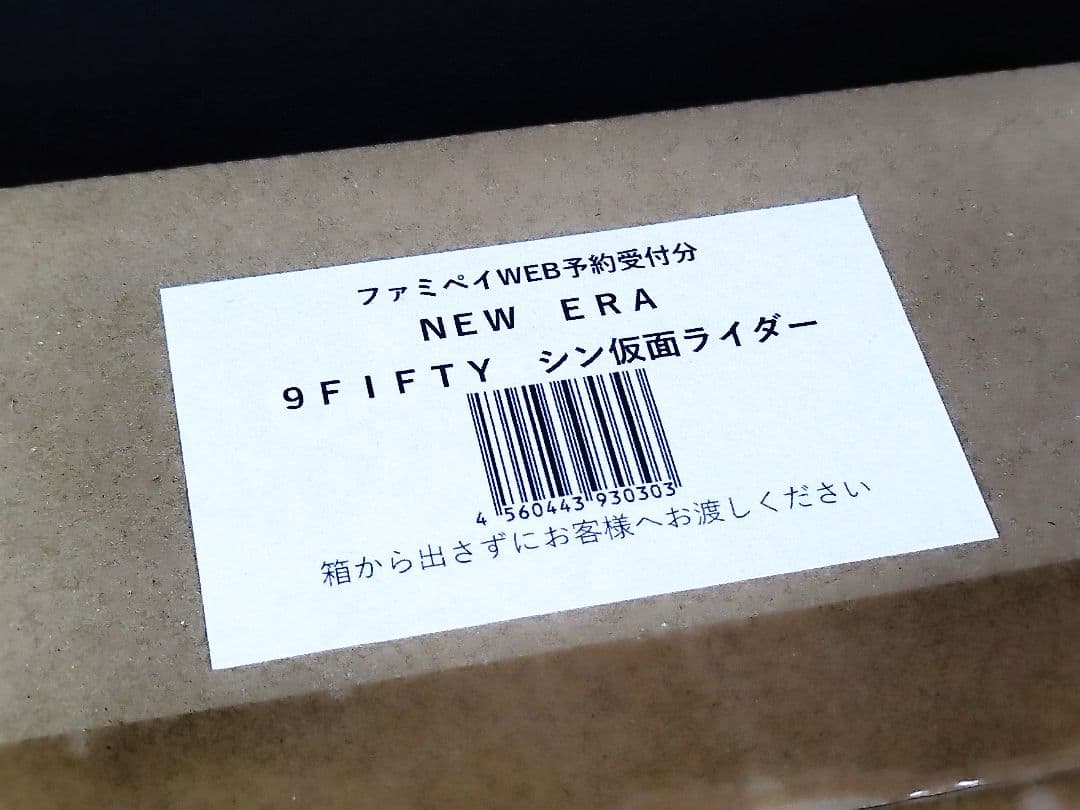 ファミペイWEB予約受付分
NEW ERA
9FIFTY シン仮面ライダー
4 560443 930303
箱から出さずにお客様へお渡しください